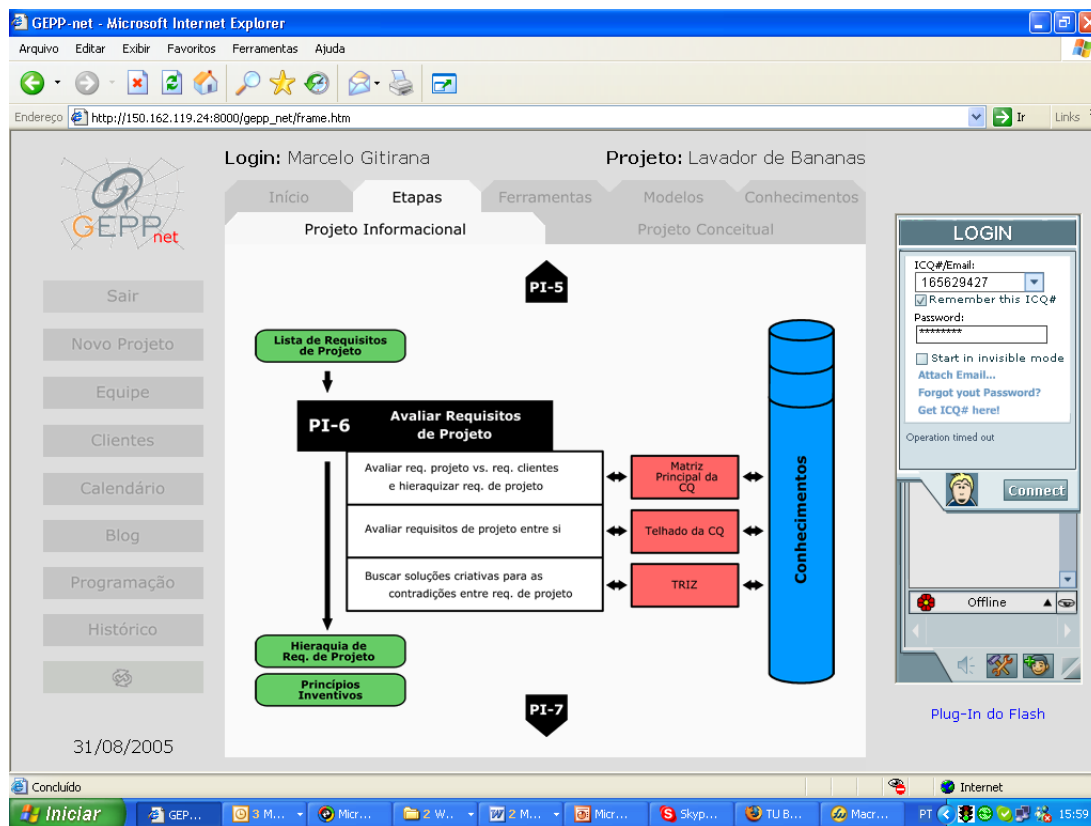 GEPP-net - Microsoft Internet Explorer
Arquivo Editar Exibir Favoritos Ferramentas Ajuda
Endereço http://150.162.119.24:8000/gepp_net/frame.htm Ir Links
Login: Marcelo Gitirana Projeto: Lavador de Bananas
GEPP net
Início Etapas Ferramentas Modelos Conhecimentos
Projeto Informacional Projeto Conceitual
Sair
Novo Projeto
Equipe
Clientes
Calendário
Blog
Programação
Histórico
31/08/2005
PI-5
Lista de Requisitos
de Projeto
PI-6
Avaliar Requisitos
de Projeto
Avaliar req. projeto vs. req. clientes
e hieraquizar req. de projeto
Matriz
Principal da
CQ
Avaliar requisitos de projeto entre si
Telhado da CQ
Buscar soluções criativas para as
contradições entre req. de projeto
TRIZ
Conhecimentos
Hieraquia de
Req. de Projeto
Princípios
Inventivos
PI-7
LOGIN
ICQ#/Email:
165629427
Remember this ICQ#
Password:
********
Start in invisible mode
Attach Email...
Forgot yout Password?
Get ICQ# here!
Operation timed out
Connect
Offline
Plug-In do Flash
Concluído Internet
Iniciar GEP... 3 M... Micr... 2 W.. 2 M... Micr... Skyp... TU B... Macr... PT 15:59